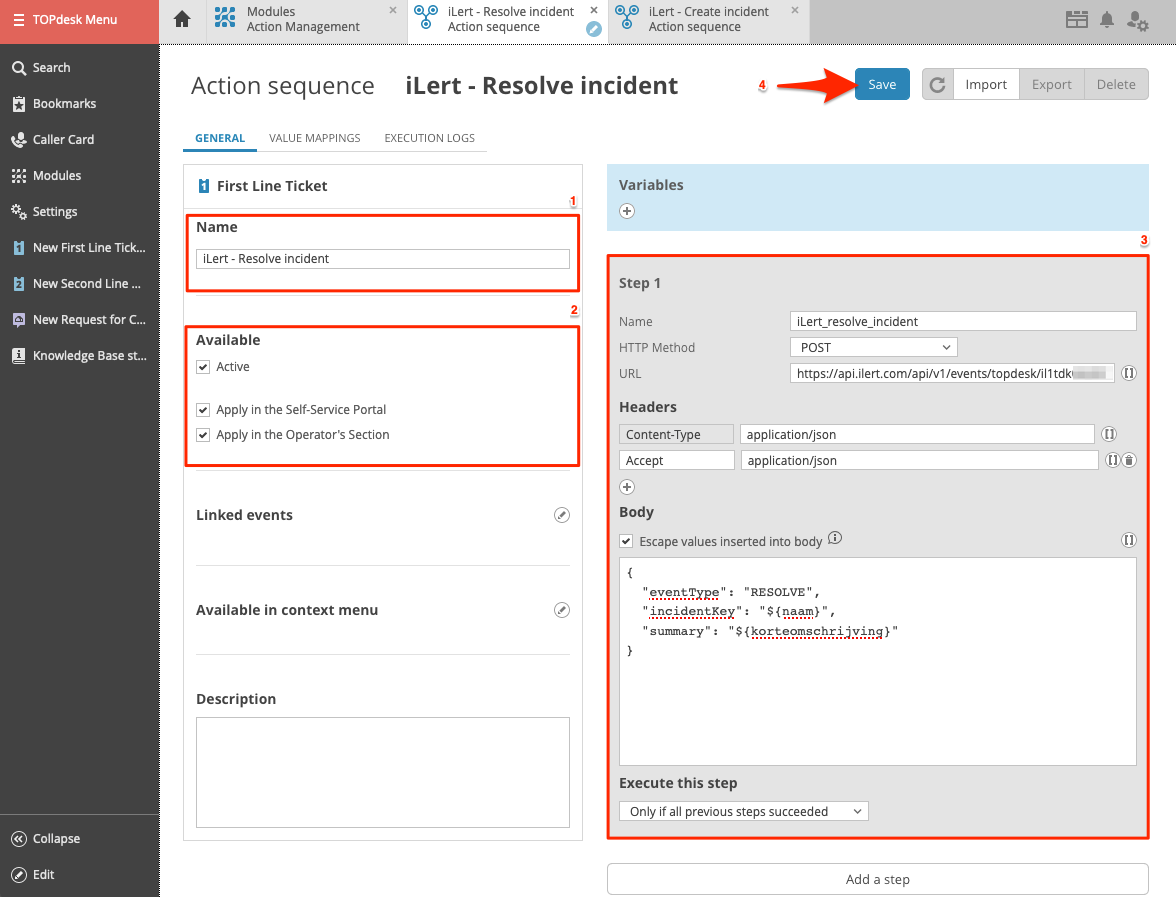 TOPdesk Menu
Modules
Action Management
iLert - Resolve incident
Action sequence
iLert - Create incident
Action sequence
Search
Bookmarks
Caller Card
Modules
Settings
New First Line Tick...
New Second Line ...
New Request for C...
Knowledge Base st...
Collapse
Edit
Action sequence iLert - Resolve incident
4
Save
Import
Export
Delete
GENERAL
VALUE MAPPINGS
EXECUTION LOGS
1 First Line Ticket
1
Name
iLert - Resolve incident
2
Available
Active
Apply in the Self-Service Portal
Apply in the Operator's Section
Linked events
Available in context menu
Description
Variables
3
Step 1
Name iLert_resolve_incident
HTTP Method POST
URL https://api.ilert.com/api/v1/events/topdesk/il1tdk
Headers
Content-Type application/json
Accept application/json
Body
Escape values inserted into body
{
"eventType": "RESOLVE",
"incidentKey": "${naam}",
"summary": "${korteomschrijving}"
}
Execute this step
Only if all previous steps succeeded
Add a step